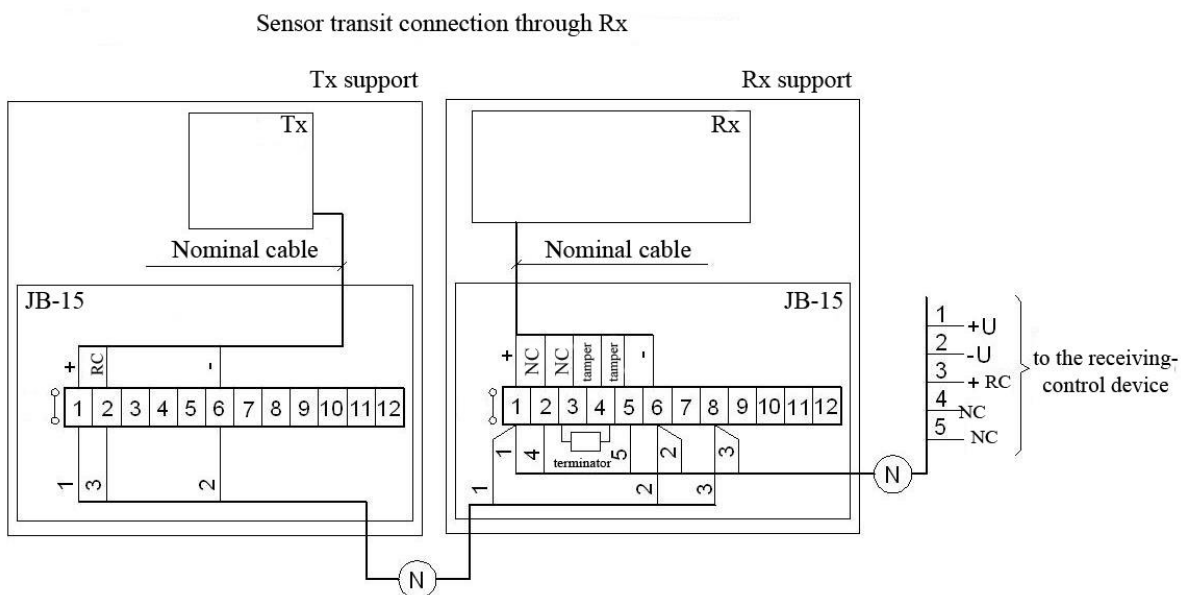 Sensor transit connection through Rx
Tx support
Rx support
Tx
Rx
Nominal cable
Nominal cable
JB-15
JB-15
+ RC -
+ NC NC tamper tamper -
1 2 3 4 5 6 7 8 9 10 11 12
1 2 3 4 5 6 7 8 9 10 11 12
1 3 2
1 4 terminator 5 2 3
1 2 3
N
N
1 +U
2 -U
3 + RC
4 NC
5 NC
to the receiving-
control device